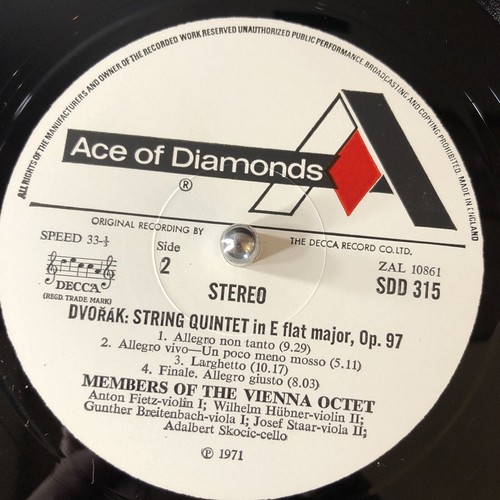 ALL RIGHTS OF THE MANUFACTURERS AND OWNER OF THE RECORDED WORK RESERVED UNAUTHORIZED PUBLIC PERFORMANCE, BROADCASTING AND COPYING PROHIBITED. MADE IN ENGLAND
Ace of Diamonds
®
ORIGINAL RECORDING BY THE DECCA RECORD CO. LTD.
SPEED 33-⅓
Side
2
ZAL 10861
SDD 315
DECCA
(REGD. TRADE MARK)
STEREO
DVOŘÁK: STRING QUINTET in E flat major, Op. 97
1. Allegro non tanto (9.29)
2. Allegro vivo—Un poco meno mosso (5.11)
3. Larghetto (10.17)
4. Finale. Allegro giusto (8.03)
MEMBERS OF THE VIENNA OCTET
Anton Fietz-violin I; Wilhelm Hübner-violin II;
Gunther Breitenbach-viola I; Josef Staar-viola II;
Adalbert Skocic-cello
℗ 1971